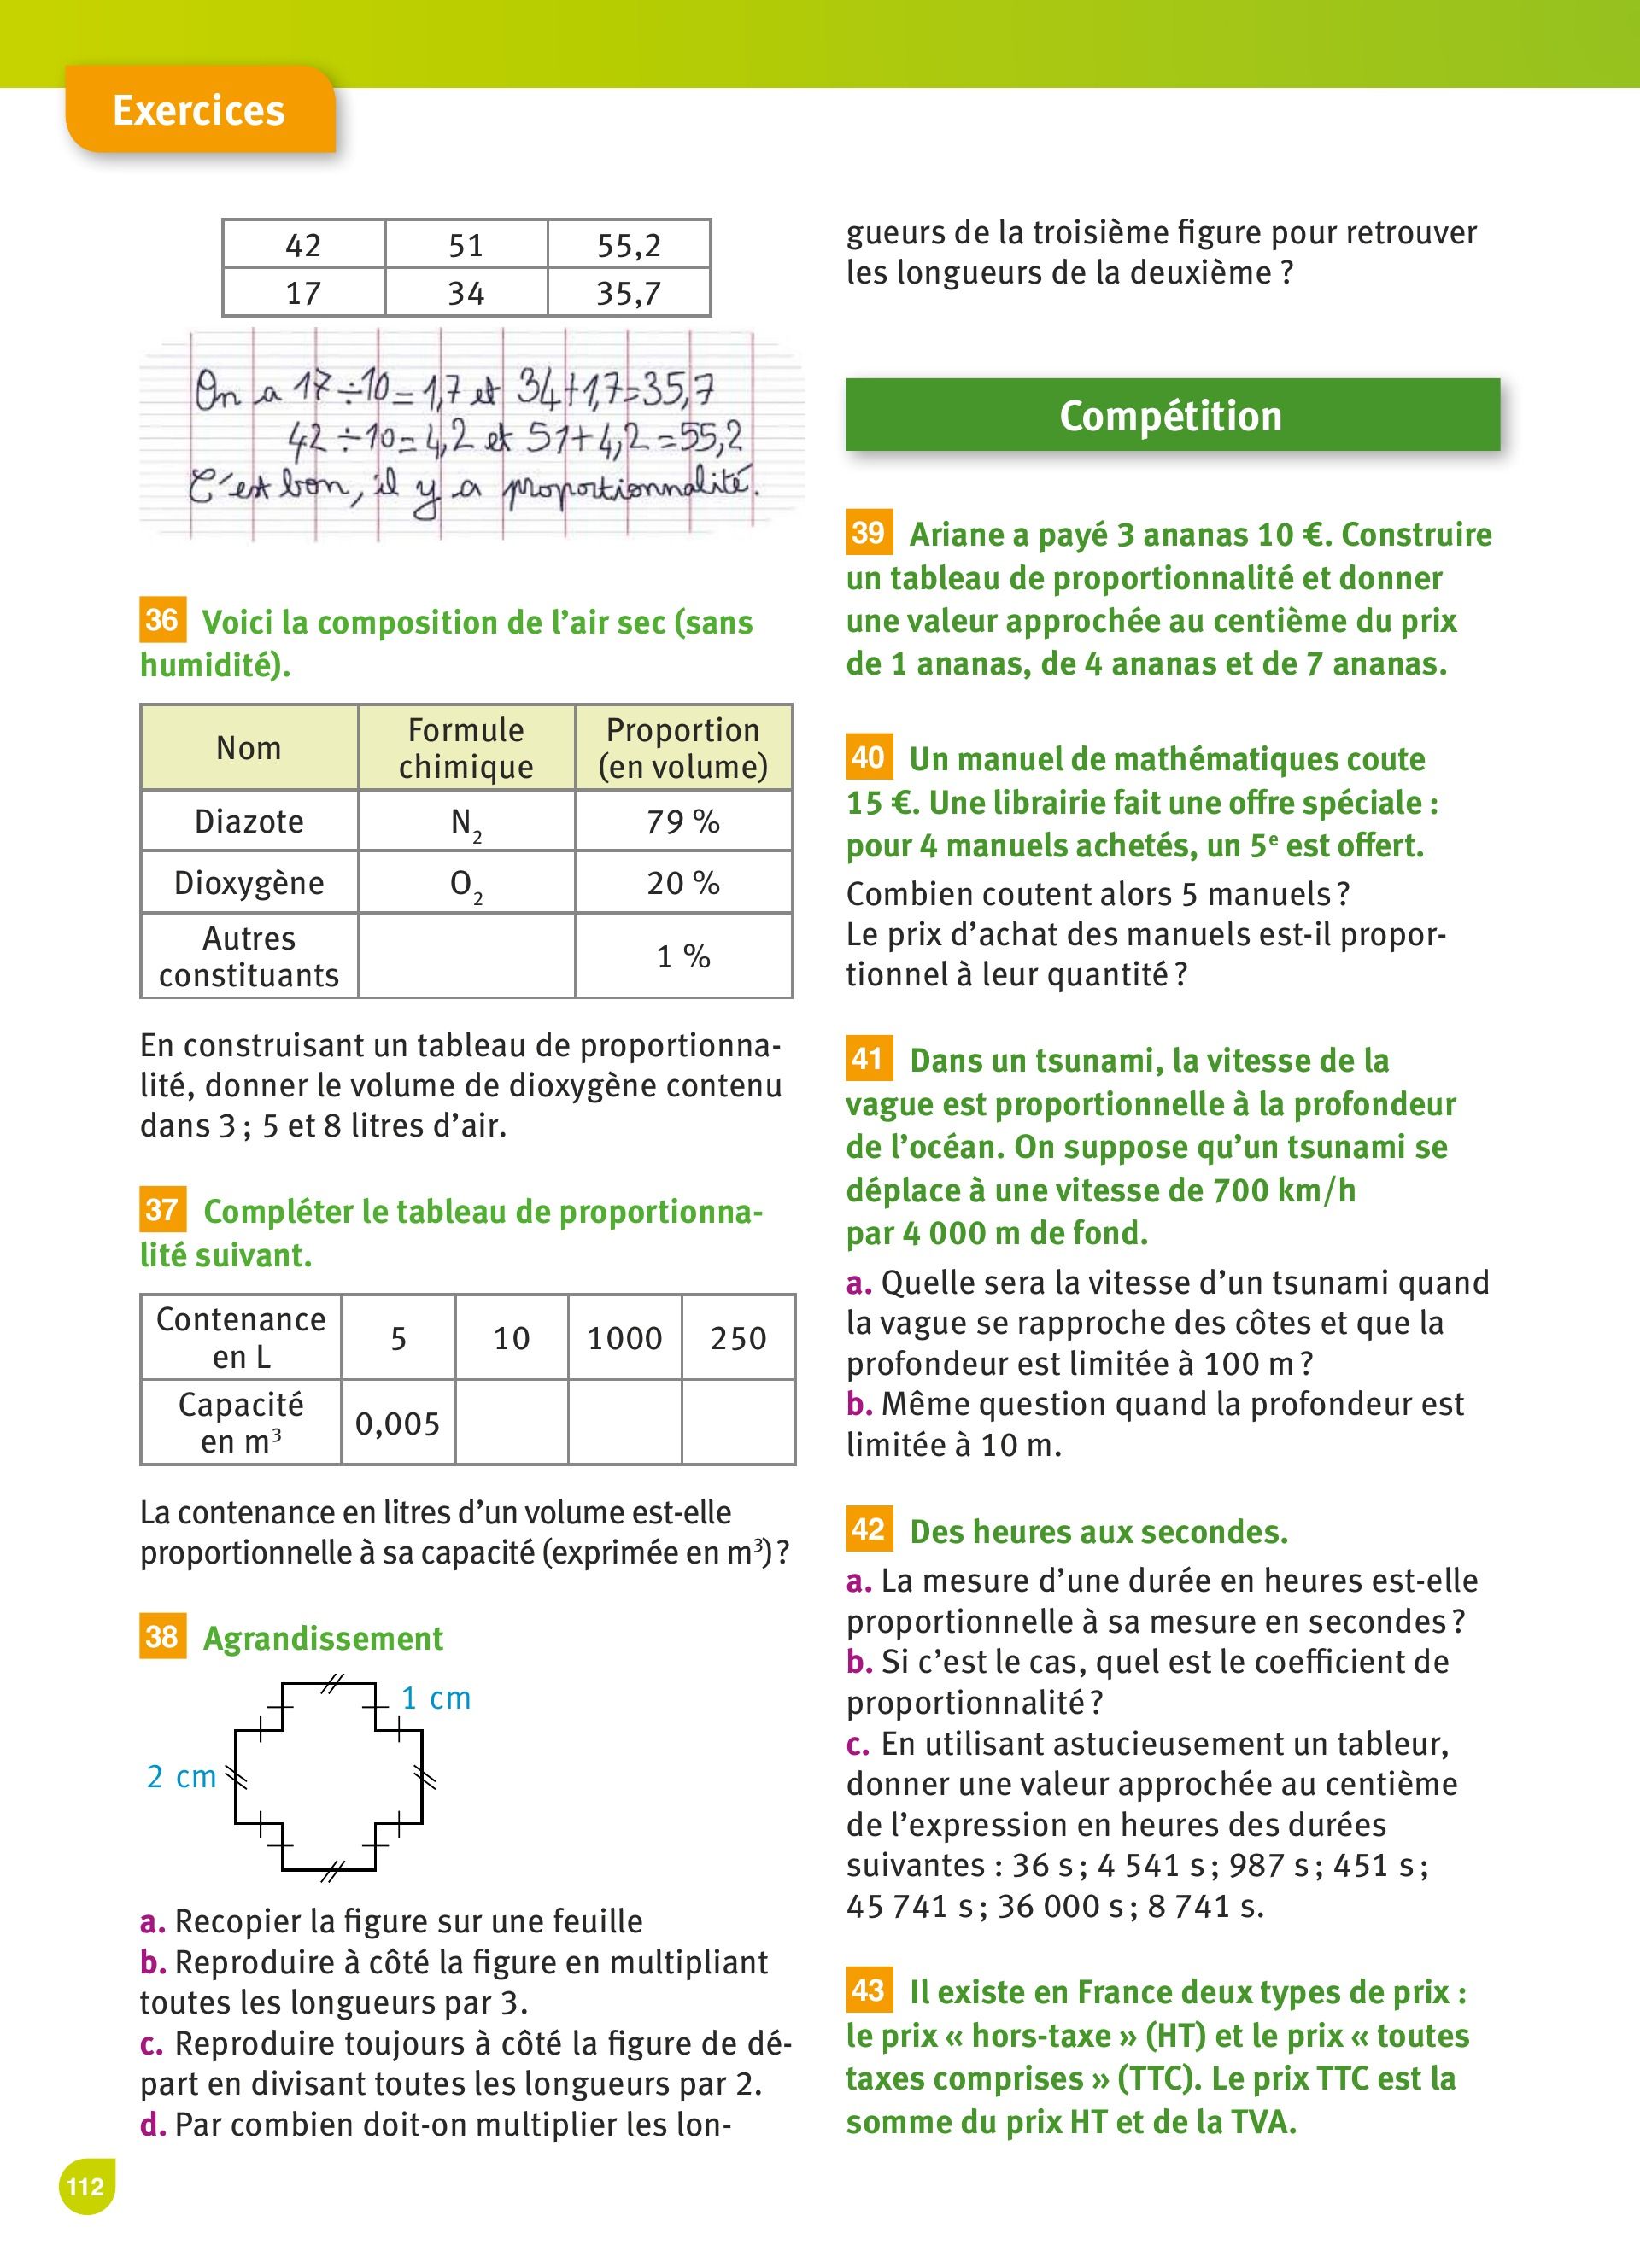 Exercices
42 51 55,2
17 34 35,7
On a 17÷10=1,7 et 34+1,7=35,7
42÷10=4,2 et 51+4,2=55,2
C'est bon, il y a proportionnalité.
36 Voici la composition de l'air sec (sans
humidité).
Nom Formule chimique Proportion (en volume)
Diazote N₂ 79 %
Dioxygène O₂ 20 %
Autres constituants 1 %
En construisant un tableau de proportionna-
lité, donner le volume de dioxygène contenu
dans 3 ; 5 et 8 litres d'air.
37 Compléter le tableau de proportionna-
lité suivant.
Contenance en L 5 10 1000 250
Capacité en m³ 0,005
La contenance en litres d'un volume est-elle
proportionnelle à sa capacité (exprimée en m³) ?
38 Agrandissement
1 cm
2 cm
a. Recopier la figure sur une feuille
b. Reproduire à côté la figure en multipliant
toutes les longueurs par 3.
c. Reproduire toujours à côté la figure de dé-
part en divisant toutes les longueurs par 2.
d. Par combien doit-on multiplier les lon-
gueurs de la troisième figure pour retrouver
les longueurs de la deuxième ?
Compétition
39 Ariane a payé 3 ananas 10 €. Construire
un tableau de proportionnalité et donner
une valeur approchée au centième du prix
de 1 ananas, de 4 ananas et de 7 ananas.
40 Un manuel de mathématiques coute
15 €. Une librairie fait une offre spéciale :
pour 4 manuels achetés, un 5ᵉ est offert.
Combien coutent alors 5 manuels ?
Le prix d'achat des manuels est-il propor-
tionnel à leur quantité ?
41 Dans un tsunami, la vitesse de la
vague est proportionnelle à la profondeur
de l'océan. On suppose qu'un tsunami se
déplace à une vitesse de 700 km/h
par 4 000 m de fond.
a. Quelle sera la vitesse d'un tsunami quand
la vague se rapproche des côtes et que la
profondeur est limitée à 100 m ?
b. Même question quand la profondeur est
limitée à 10 m.
42 Des heures aux secondes.
a. La mesure d'une durée en heures est-elle
proportionnelle à sa mesure en secondes ?
b. Si c'est le cas, quel est le coefficient de
proportionnalité ?
c. En utilisant astucieusement un tableur,
donner une valeur approchée au centième
de l'expression en heures des durées
suivantes : 36 s ; 4 541 s ; 987 s ; 451 s ;
45 741 s ; 36 000 s ; 8 741 s.
43 Il existe en France deux types de prix :
le prix « hors-taxe » (HT) et le prix « toutes
taxes comprises » (TTC). Le prix TTC est la
somme du prix HT et de la TVA.
112